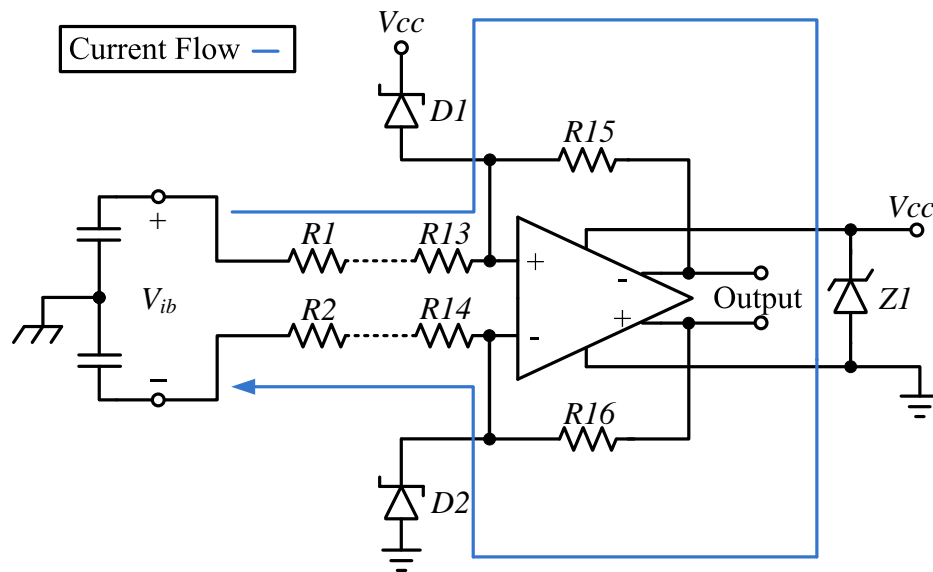 Current Flow
Vcc
D1
R15
Vcc
+
R1
R13
+
-
Vib
Output
Z1
R2
R14
-
+
−
R16
D2